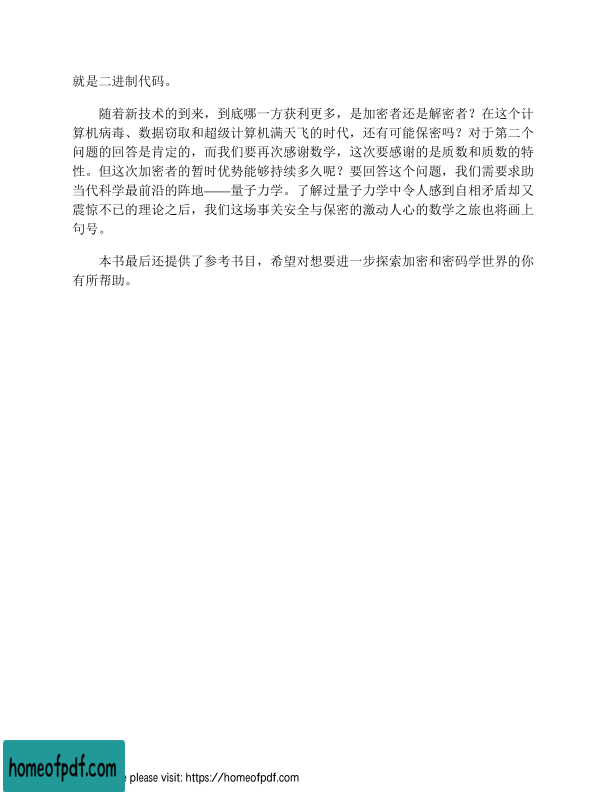 就是二进制代码。
随着新技术的到来，到底哪一方获利更多，是加密者还是解密者？在这个计
算机病毒、数据窃取和超级计算机满天飞的时代，还有可能保密吗？对于第二个
问题的回答是肯定的，而我们要再次感谢数学，这次要感谢的是质数和质数的特
性。但这次加密者的暂时优势能够持续多久呢？要回答这个问题，我们需要求助
当代科学最前沿的阵地——量子力学。了解过量子力学中令人感到自相矛盾却又
震惊不已的理论之后，我们这场事关安全与保密的激动人心的数学之旅也将画上
句号。
本书最后还提供了参考书目，希望对想要进一步探索加密和密码学世界的你
有所帮助。
homeofpdf.com
e please visit: https://homeofpdf.com